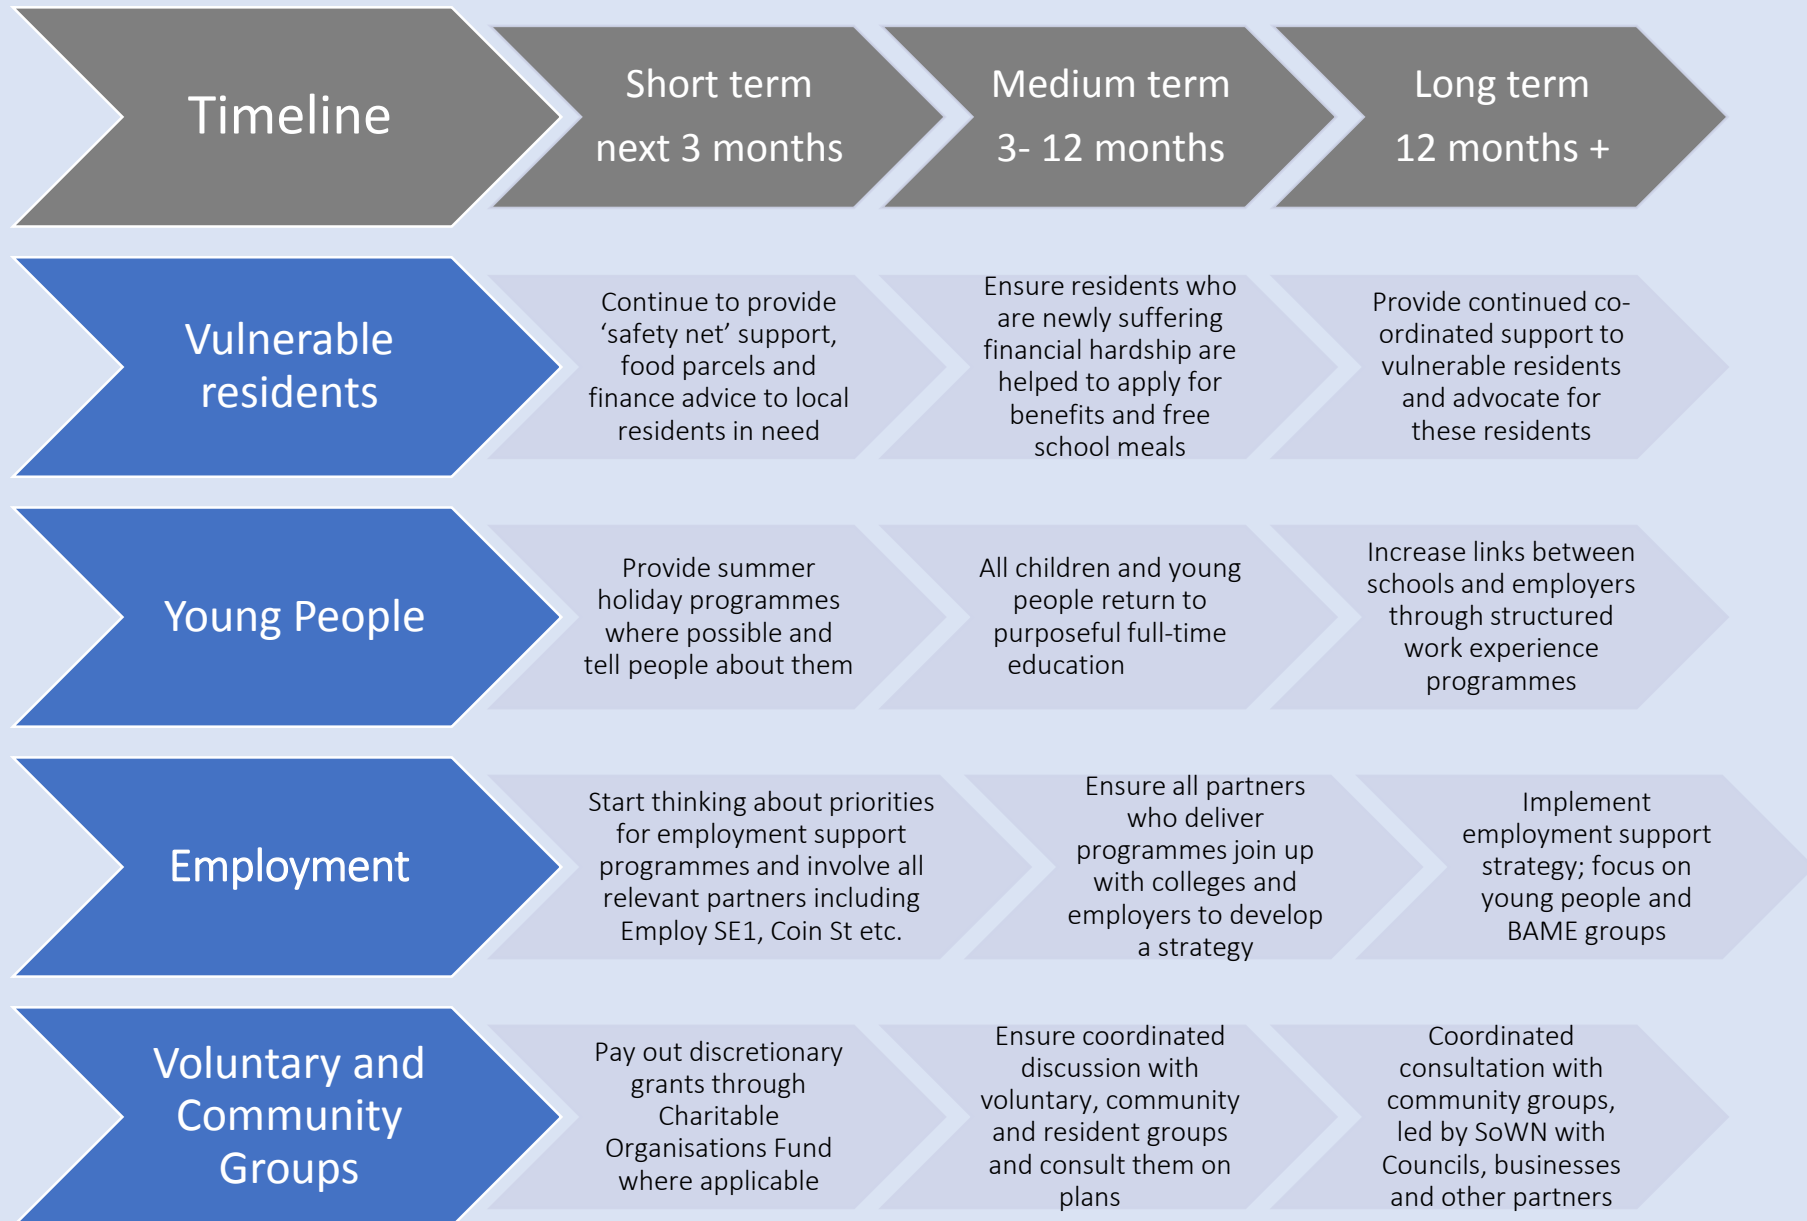 Timeline
Short term
next 3 months
Medium term
3- 12 months
Long term
12 months +
Vulnerable
residents
Continue to provide
‘safety net’ support,
food parcels and
finance advice to local
residents in need
Ensure residents who
are newly suffering
financial hardship are
helped to apply for
benefits and free
school meals
Provide continued co-
ordinated support to
vulnerable residents
and advocate for
these residents
Young People
Provide summer
holiday programmes
where possible and
tell people about them
All children and young
people return to
purposeful full-time
education
Increase links between
schools and employers
through structured
work experience
programmes
Employment
Start thinking about priorities
for employment support
programmes and involve all
relevant partners including
Employ SE1, Coin St etc.
Ensure all partners
who deliver
programmes join up
with colleges and
employers to develop
a strategy
Implement
employment support
strategy; focus on
young people and
BAME groups
Voluntary and
Community
Groups
Pay out discretionary
grants through
Charitable
Organisations Fund
where applicable
Ensure coordinated
discussion with
voluntary, community
and resident groups
and consult them on
plans
Coordinated
consultation with
community groups,
led by SoWN with
Councils, businesses
and other partners